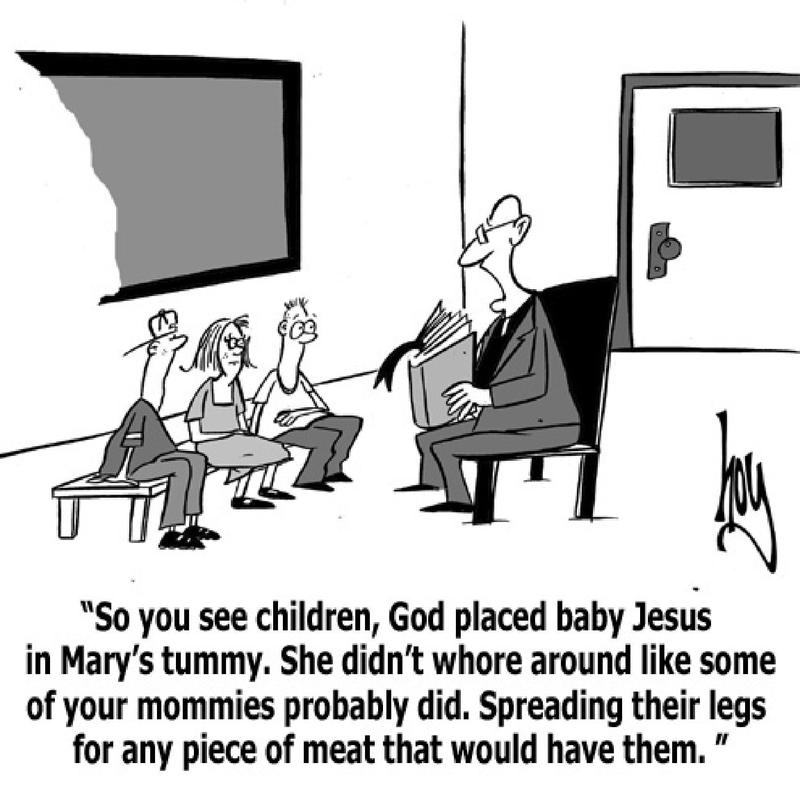 hoy
"So you see children, God placed baby Jesus
in Mary's tummy. She didn't whore around like some
of your mommies probably did. Spreading their legs
for any piece of meat that would have them. "